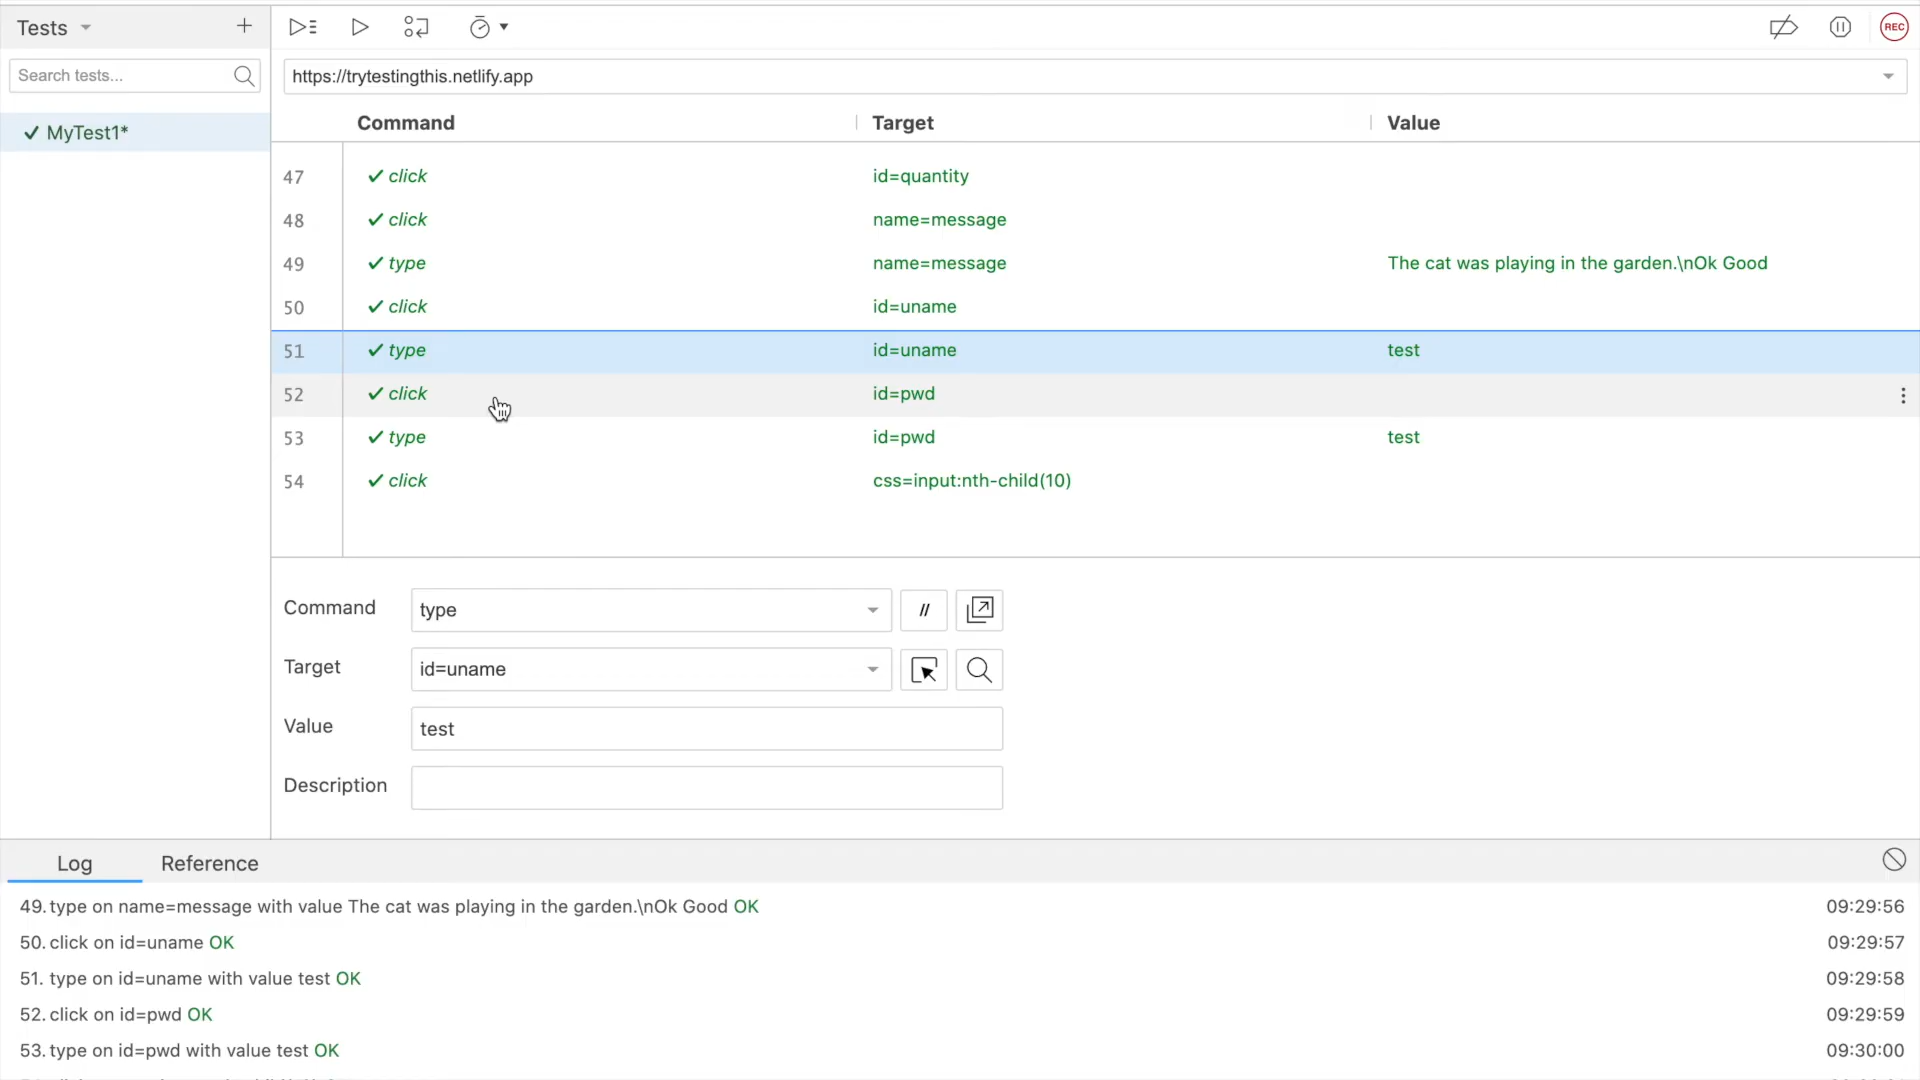 Tests
REC
Search tests...
https://trytestingthis.netlify.app
MyTest1*
Command Target Value
47 click id=quantity
48 click name=message
49 type name=message The cat was playing in the garden.\nOk Good
50 click id=uname
51 type id=uname test
52 click id=pwd
53 type id=pwd test
54 click css=input:nth-child(10)
Command type //
Target id=uname
Value test
Description
Log Reference
49. type on name=message with value The cat was playing in the garden.\nOk Good OK 09:29:56
50. click on id=uname OK 09:29:57
51. type on id=uname with value test OK 09:29:58
52. click on id=pwd OK 09:29:59
53. type on id=pwd with value test OK 09:30:00